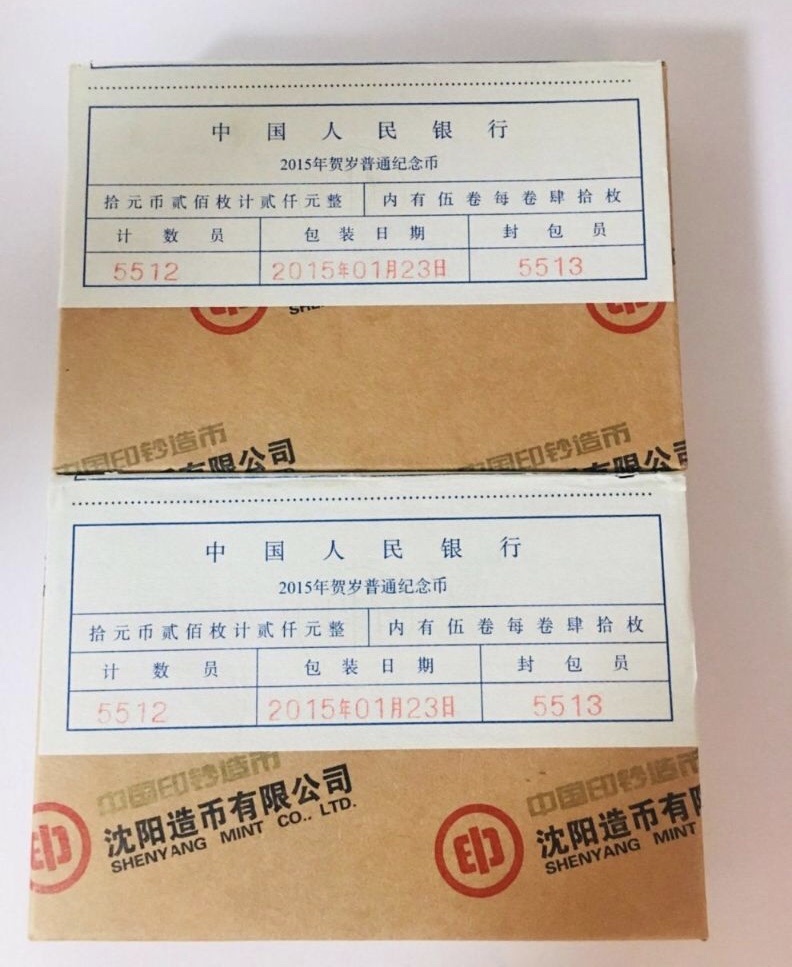 中国人民银行
2015年贺岁普通纪念币
拾元币贰佰枚计贰仟元整 内有伍卷每卷肆拾枚
计数员 包装日期 封包员
5512 2015年01月23日 5513
中国印钞造币 中国印钞造币
有限公司 有限公
中国人民银行
2015年贺岁普通纪念币
拾元币贰佰枚计贰仟元整 内有伍卷每卷肆拾枚
计数员 包装日期 封包员
5512 2015年01月23日 5513
中国印钞造币 中国印钞造币
沈阳造币有限公司 沈阳造币有限
SHENYANG MINT CO., LTD. SHENYANG MINT